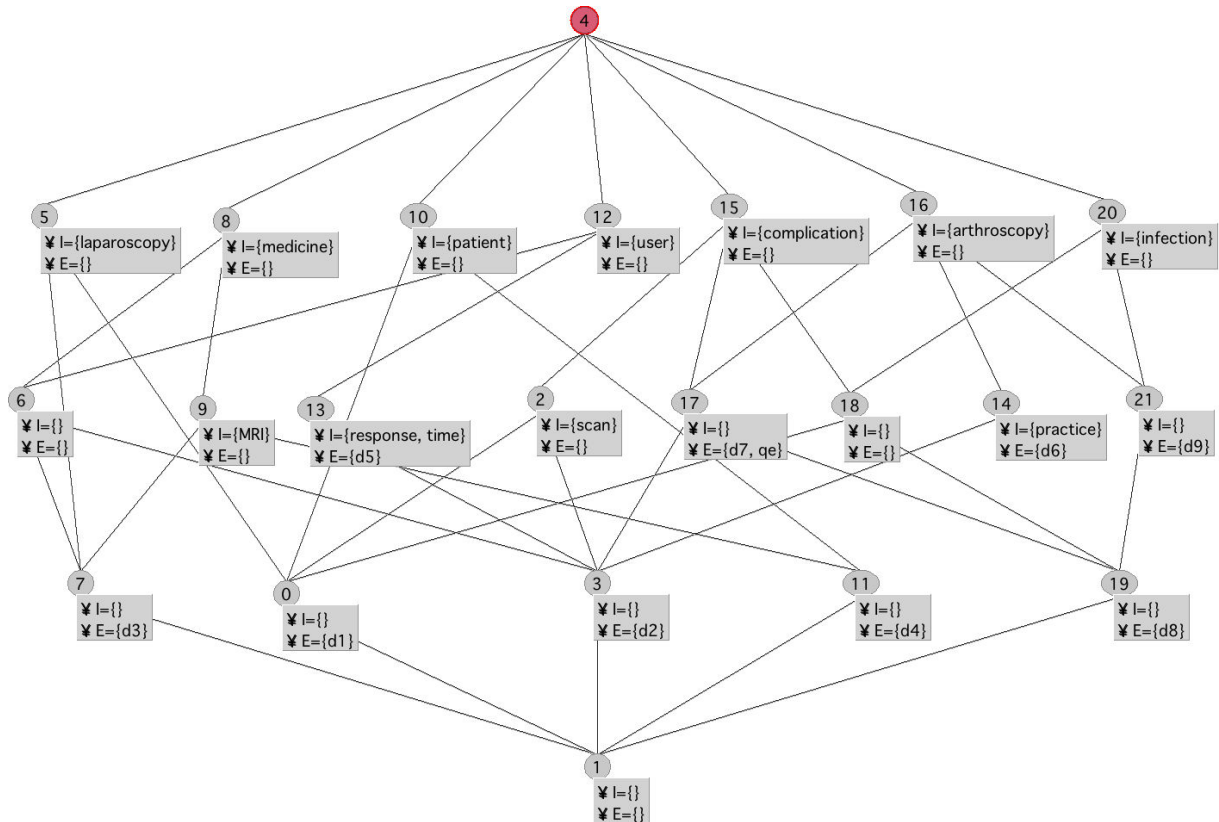 4
5
¥ I={laparoscopy}
¥ E={}
8
¥ I={medicine}
¥ E={}
10
¥ I={patient}
¥ E={}
12
¥ I={user}
¥ E={}
15
¥ I={complication}
¥ E={}
16
¥ I={arthroscopy}
¥ E={}
20
¥ I={infection}
¥ E={}
6
¥ I={}
¥ E={}
9
¥ I={MRI}
¥ E={}
13
¥ I={response, time}
¥ E={d5}
2
¥ I={scan}
¥ E={}
17
¥ I={}
¥ E={d7, qe}
18
¥ I={}
¥ E={}
14
¥ I={practice}
¥ E={d6}
21
¥ I={}
¥ E={d9}
7
¥ I={}
¥ E={d3}
0
¥ I={}
¥ E={d1}
3
¥ I={}
¥ E={d2}
11
¥ I={}
¥ E={d4}
19
¥ I={}
¥ E={d8}
1
¥ I={}
¥ E={}